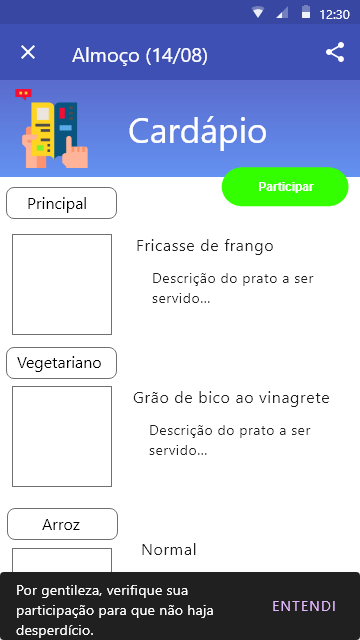 12:30
Almoço (14/08)
Cardápio
Participar
Principal
Fricasse de frango
Descrição do prato a ser
servido...
Vegetariano
Grão de bico ao vinagrete
Descrição do prato a ser
servido...
Arroz
Normal
Por gentileza, verifique sua
participação para que não haja
desperdício.
ENTENDI